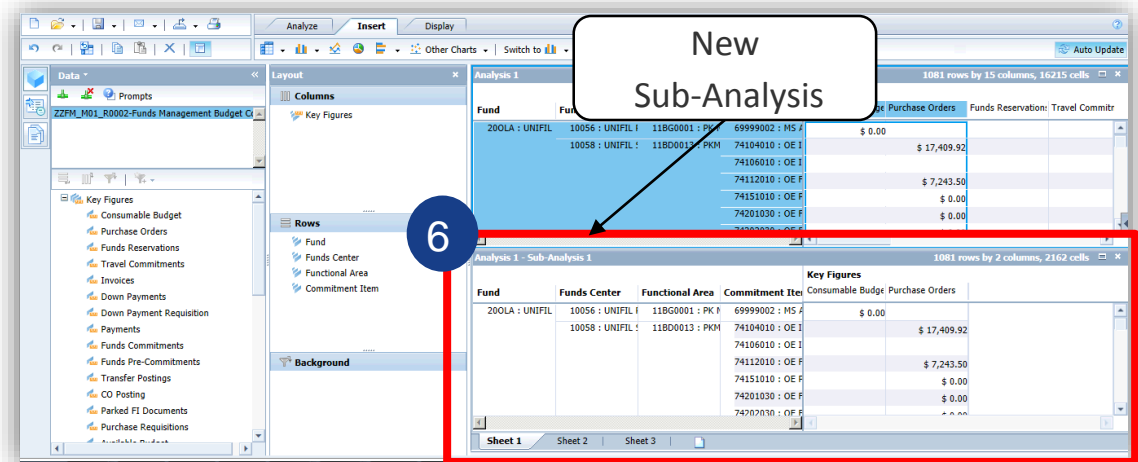 Analyze Insert Display
Other Charts Switch to Auto Update
New
Sub-Analysis
6
Data
Prompts
ZZFM_M01_R0002-Funds Management Budget Co
Key Figures
Consumable Budget
Purchase Orders
Funds Reservations
Travel Commitments
Invoices
Down Payments
Down Payment Requisition
Payments
Funds Commitments
Funds Pre-Commitments
Transfer Postings
CO Posting
Parked FI Documents
Purchase Requisitions
Available Budget
Layout
Columns
Key Figures
Rows
Fund
Funds Center
Functional Area
Commitment Item
Background
Analysis 1 1081 rows by 15 columns, 16215 cells
Fund Purchase Orders Funds Reservations Travel Commitr
20OLA : UNIFIL 10056 : UNIFIL 11BG0001 : PK 69999002 : MS $ 0.00
10058 : UNIFIL 11BD0013 : PKM 74104010 : OE $ 17,409.92
74106010 : OE
74112010 : OE $ 7,243.50
74151010 : OE $ 0.00
74201030 : OE $ 0.00
Analysis 1 - Sub-Analysis 1 1081 rows by 2 columns, 2162 cells
Key Figures
Fund Funds Center Functional Area Commitment Iter Consumable Budge Purchase Orders
20OLA : UNIFIL 10056 : UNIFIL 11BG0001 : PK 69999002 : MS $ 0.00
10058 : UNIFIL 11BD0013 : PKM 74104010 : OE $ 17,409.92
74106010 : OE
74112010 : OE $ 7,243.50
74151010 : OE $ 0.00
74201030 : OE $ 0.00
74202030 : OE
Sheet 1 Sheet 2 Sheet 3